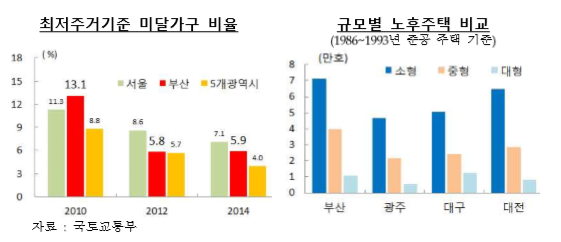 최저주거기준 미달가구 비율
(%)
18
15
12
9
6
3
0
서울 부산 5개광역시
11.3 13.1 8.8
8.6 5.8 5.7
7.1 5.9 4.0
2010 2012 2014
자료 : 국토교통부
규모별 노후주택 비교
(1986~1993년 준공 주택 기준)
(만호)
8
7
6
5
4
3
2
1
0
소형 중형 대형
부산 광주 대구 대전